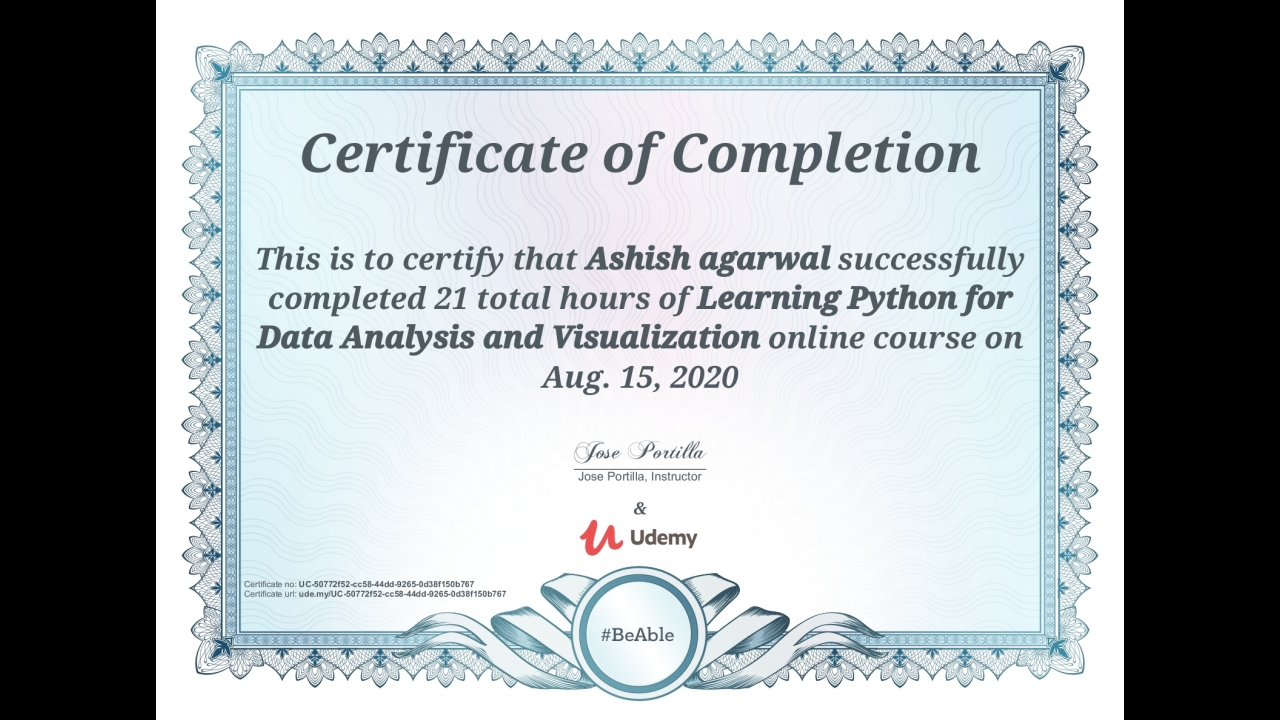 Certificate of Completion
This is to certify that Ashish agarwal successfully
completed 21 total hours of Learning Python for
Data Analysis and Visualization online course on
Aug. 15, 2020
Jose Portilla
Jose Portilla, Instructor
&
Udemy
Certificate no: UC-50772f52-cc58-44dd-9265-0d38f150b767
Certificate url: ude.my/UC-50772f52-cc58-44dd-9265-0d38f150b767
#BeAble